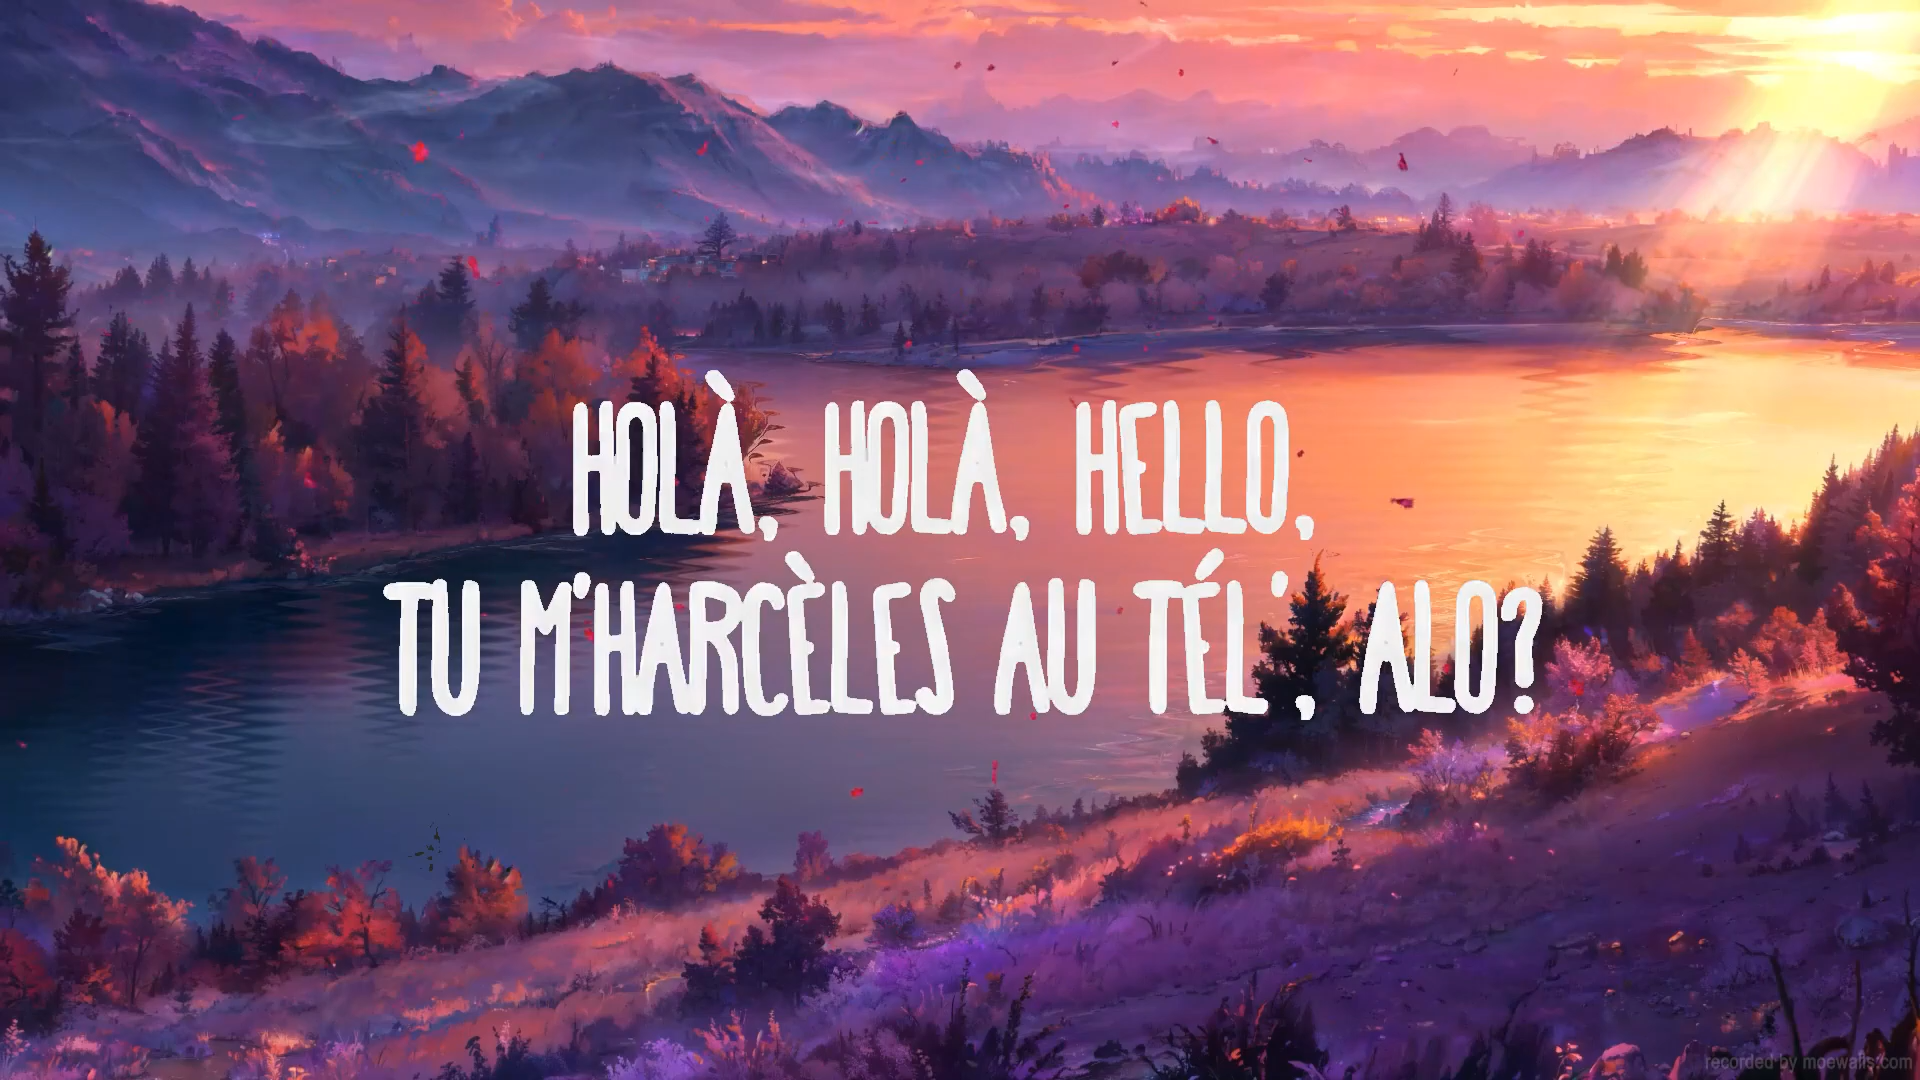 HOLÀ, HOLÀ, HELLO,
TU M'HARCÈLES AU TÉL', ALO?
recorded by moewalls.com